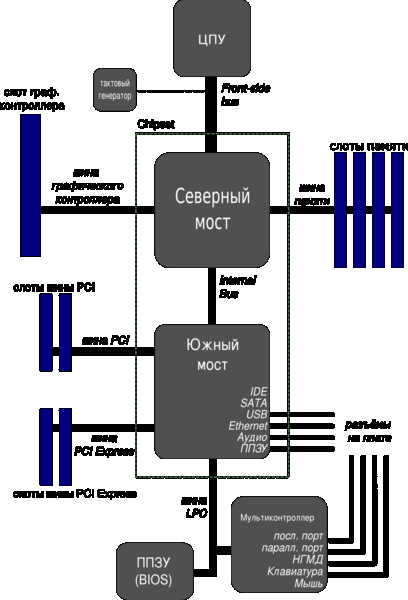 ЦПУ
тактовый
генератор
Front-side
bus
слот граф.
контроллера
Chipset
слоты памяти
шина
графического
контроллера
Северный
мост
шина
памяти
слоты шины PCI
Internal
Bus
шина PCI
Южный
мост
IDE
SATA
USB
Ethernet
Аудио
ППЗУ
разъёмы
на плате
шина
PCI Express
слоты шины PCI Express
шина
LPC
Мультиконтроллер
посл. порт
паралл. порт
НГМД
Клавиатура
Мышь
ППЗУ
(BIOS)